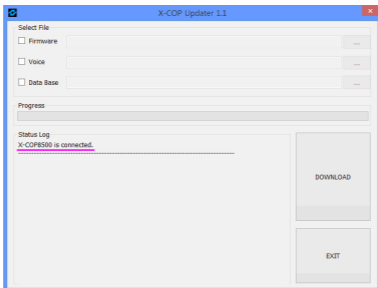 X-COP Updater 1.1
Select File
Firmware
...
Voice
...
Data Base
...
Progress
Status Log
X-COP8500 is connected.
DOWNLOAD
EXIT